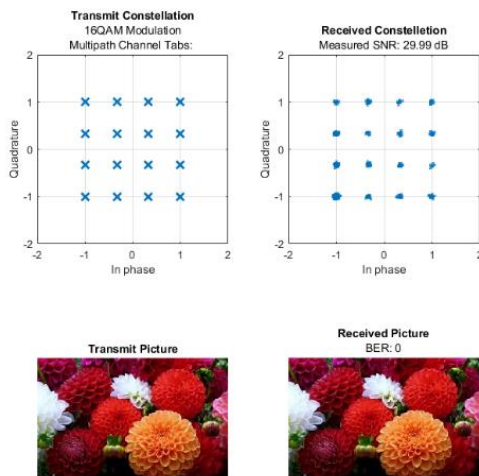 Transmit Constellation
16QAM Modulation
Multipath Channel Tabs:
2
1
0
-1
-2
Quadrature
-2
-1
0
1
2
In phase
Received Constelletion
Measured SNR: 29.99 dB
2
1
0
-1
-2
Quadrature
-2
-1
0
1
2
In phase
Transmit Picture
Received Picture
BER: 0